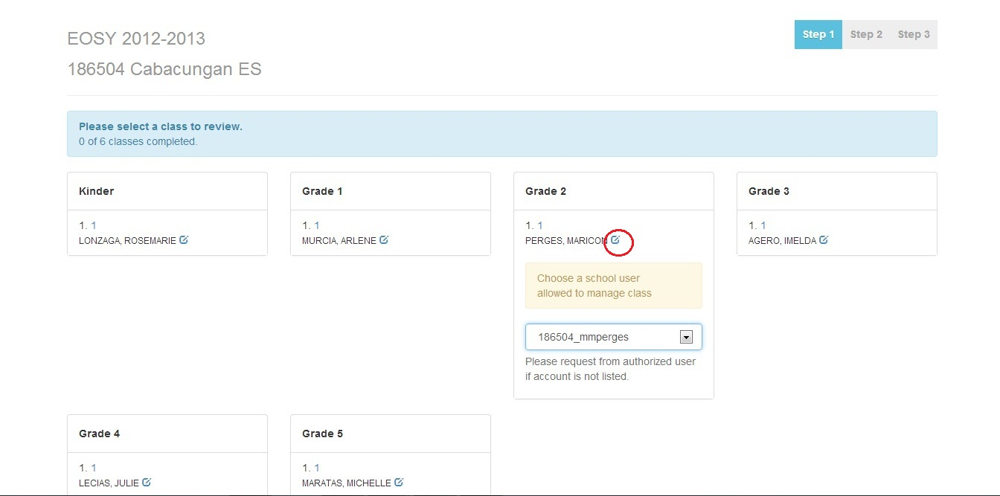 EOSY 2012-2013
Step 1 Step 2 Step 3
186504 Cabacungan ES
Please select a class to review.
0 of 6 classes completed.
Kinder
1. 1
LONZAGA, ROSEMARIE
Grade 1
1. 1
MURCIA, ARLENE
Grade 2
1. 1
PERGES, MARICON
Choose a school user
allowed to manage class
186504_mmperges
Please request from authorized user
if account is not listed.
Grade 3
1. 1
AGERO, IMELDA
Grade 4
1. 1
LECIAS, JULIE
Grade 5
1. 1
MARATAS, MICHELLE